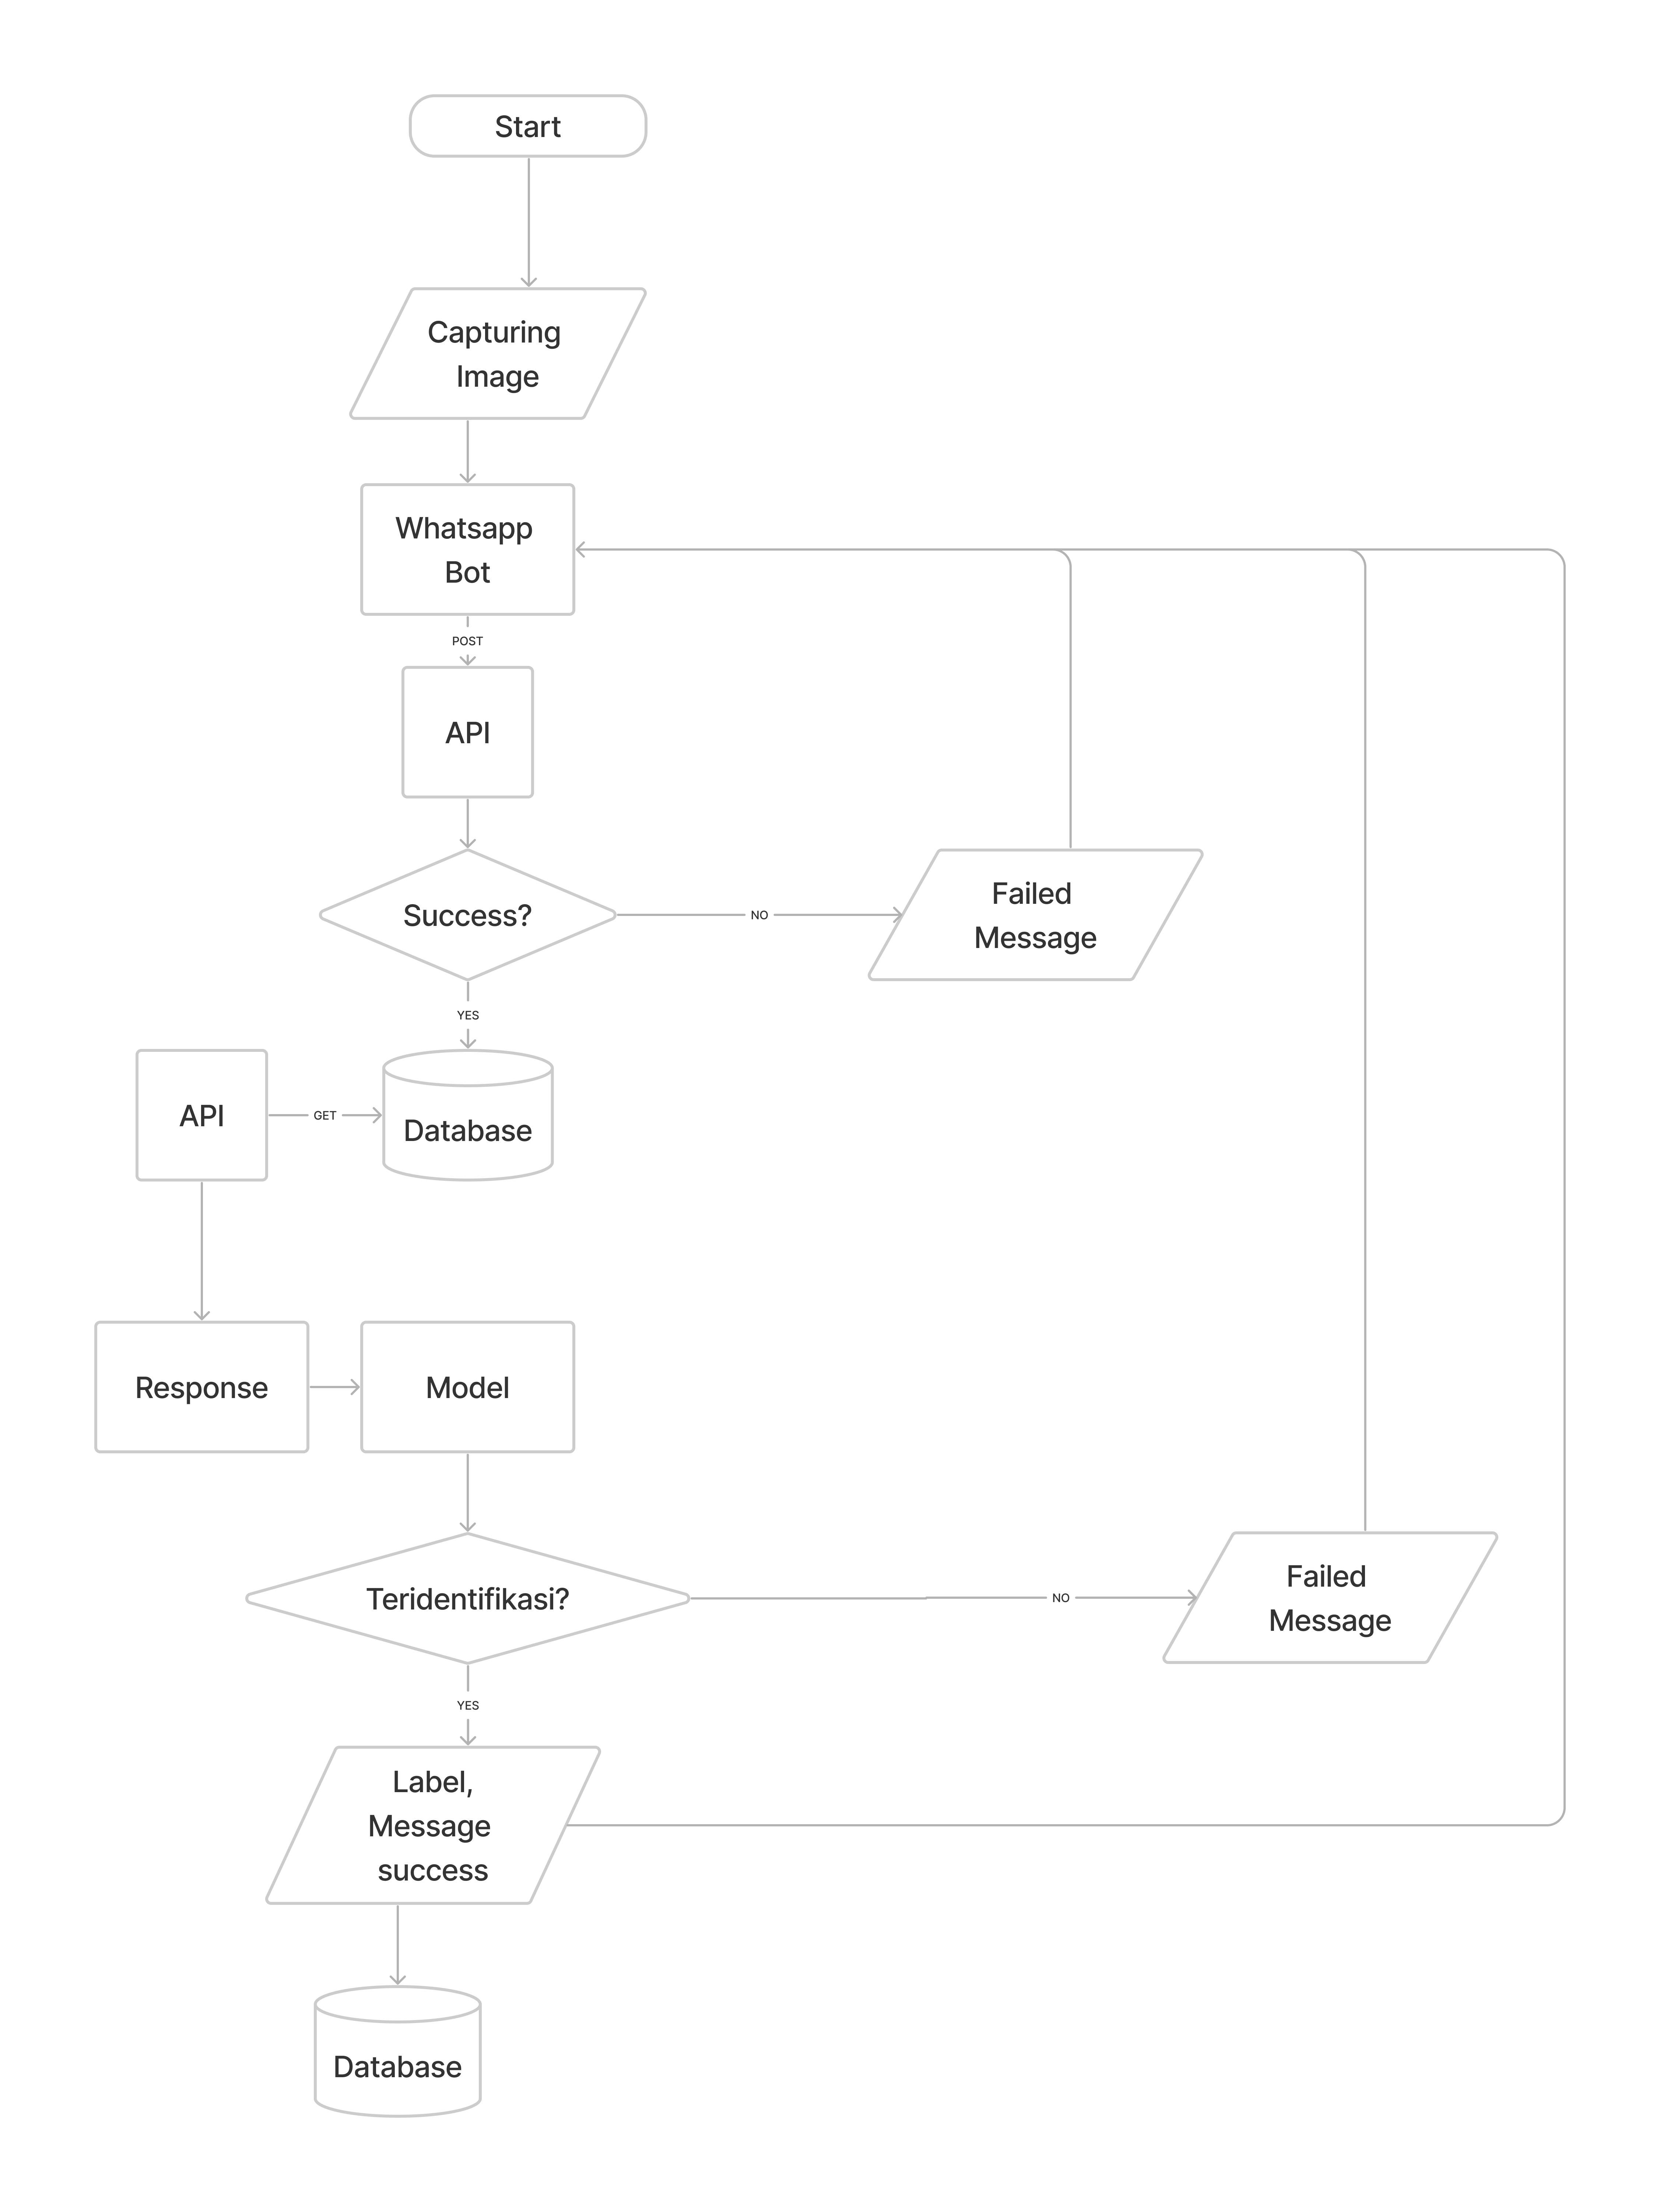 Start
Capturing
Image
Whatsapp
Bot
POST
API
Success?
NO
Failed
Message
YES
API
GET
Database
Response
Model
Teridentifikasi?
NO
Failed
Message
YES
Label,
Message
success
Database